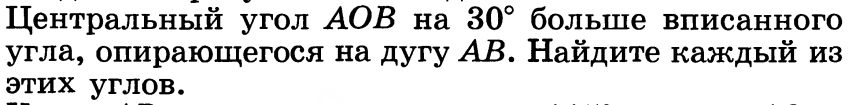 Центральный угол AOB на 30° больше вписанного
угла, опирающегося на дугу AB. Найдите каждый из
этих углов.